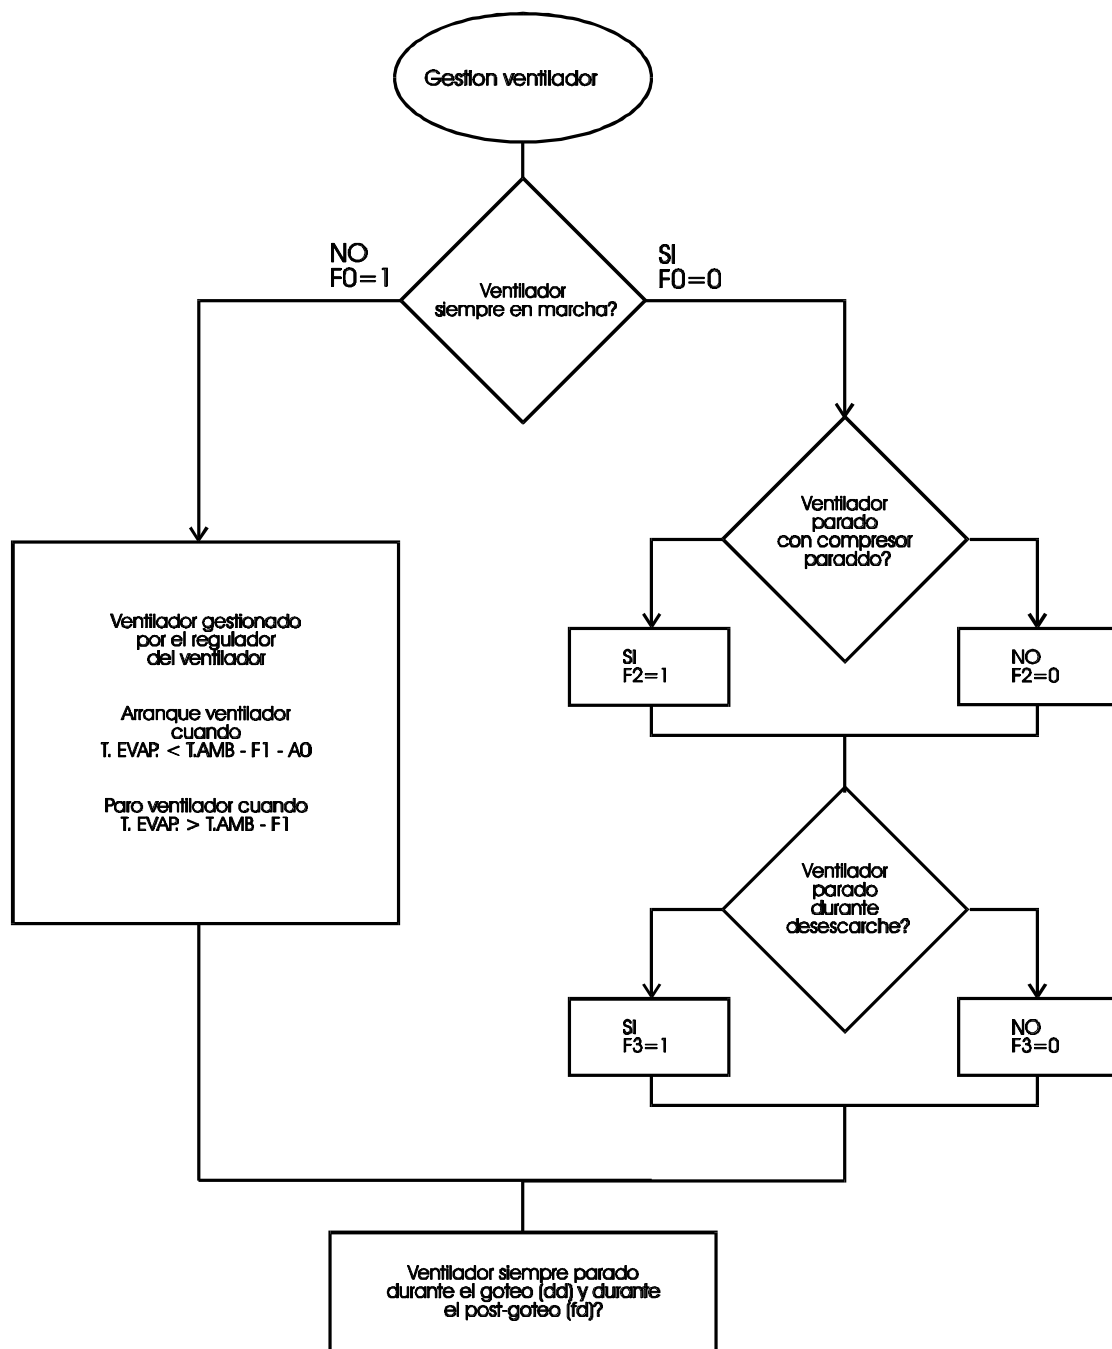 Gestion ventilador
NO
F0=1
SI
F0=0
Ventilador
siempre en marcha?
Ventilador
parado
con compresor
paraddo?
SI
F2=1
NO
F2=0
Ventilador gestionado
por el regulador
del ventilador
Arranque ventilador
cuando
T. EVAP. < T.AMB - F1 - A0
Paro ventilador cuando
T. EVAP. > T.AMB - F1
Ventilador
parado
durante
desescarche?
SI
F3=1
NO
F3=0
Ventilador siempre parado
durante el goteo (dd) y durante
el post-goteo (fd)?